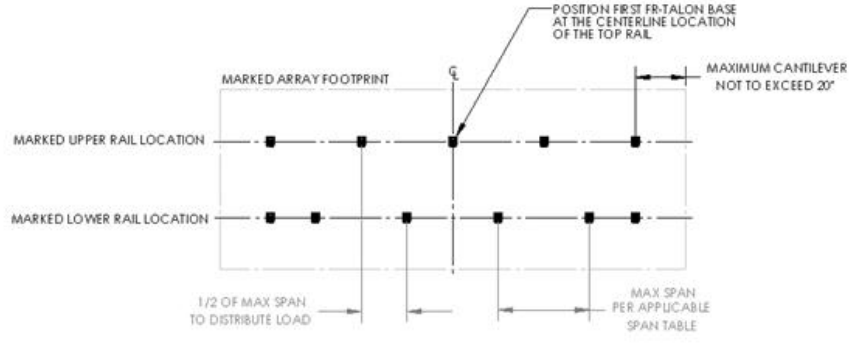 POSITION FIRST FR-TALON BASE
AT THE CENTERLINE LOCATION
OF THE TOP RAIL
MAXIMUM CANTILEVER
NOT TO EXCEED 20"
MARKED ARRAY FOOTPRINT
℄
MARKED UPPER RAIL LOCATION
MARKED LOWER RAIL LOCATION
1/2 OF MAX SPAN
TO DISTRIBUTE LOAD
MAX SPAN
PER APPLICABLE
SPAN TABLE